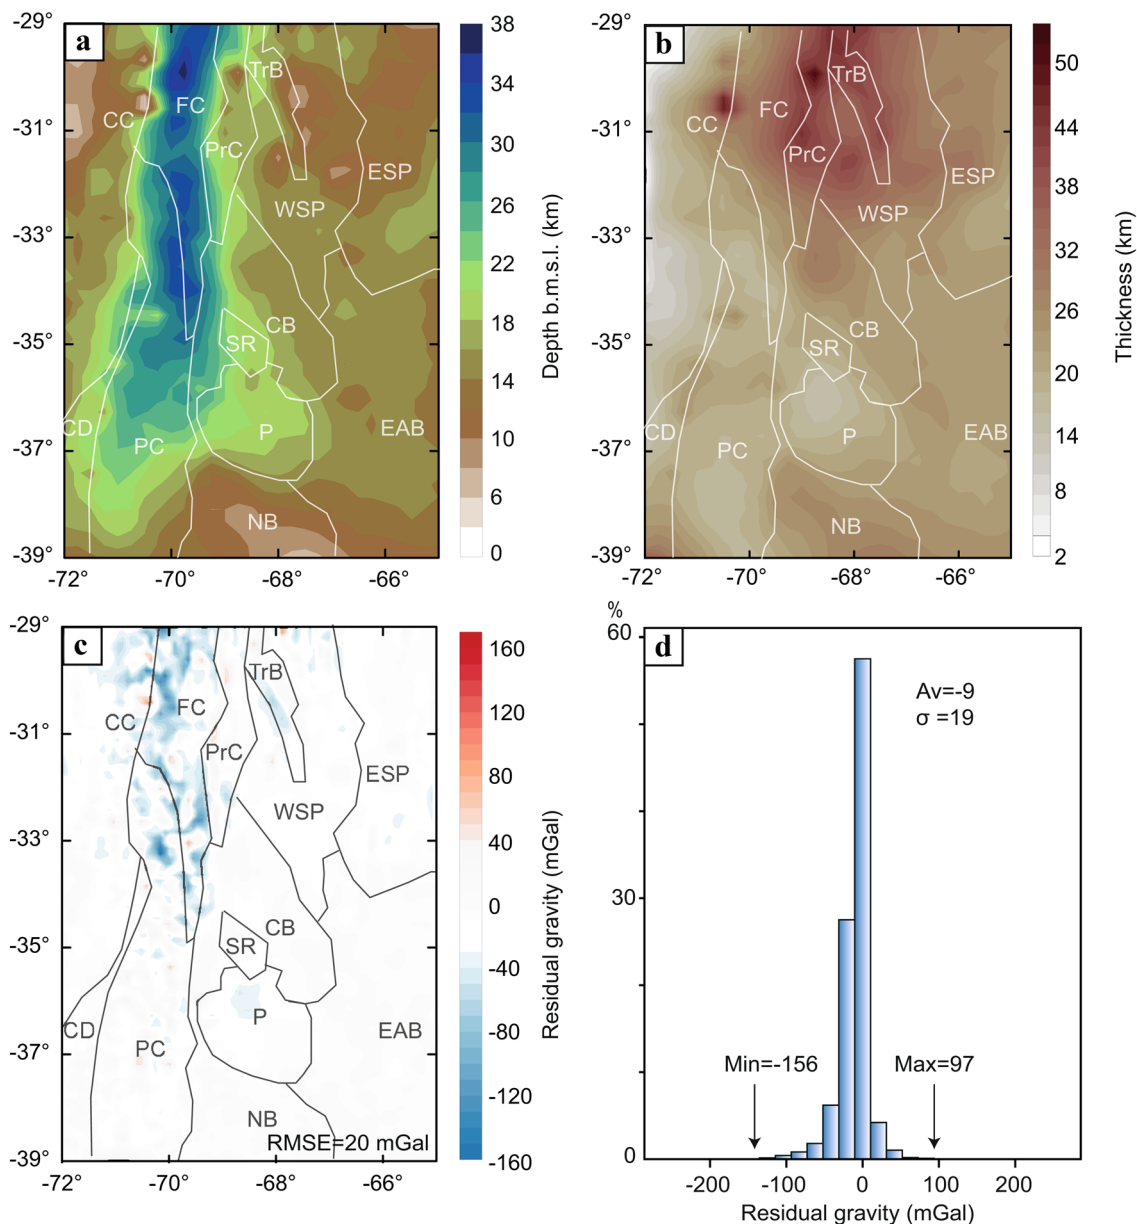 a
-29°
-31°
-33°
-35°
-37°
-39°
-72°
-70°
-68°
-66°
TrB
FC
CC
PrC
ESP
WSP
CB
SR
CD
PC
P
EAB
NB
38
34
30
26
22
18
14
10
6
0
Depth b.m.s.l. (km)
b
-29°
-31°
-33°
-35°
-37°
-39°
-72°
-70°
-68°
-66°
TrB
FC
CC
PrC
ESP
WSP
CB
SR
CD
PC
P
EAB
NB
50
44
38
32
26
20
14
8
2
Thickness (km)
c
-29°
-31°
-33°
-35°
-37°
-39°
-72°
-70°
-68°
-66°
TrB
FC
CC
PrC
ESP
WSP
CB
SR
CD
PC
P
EAB
NB
RMSE=20 mGal
160
120
80
40
0
-40
-80
-120
-160
Residual gravity (mGal)
%
60
30
0
d
Av=-9
σ =19
Min=-156
Max=97
-200
-100
0
100
200
Residual gravity (mGal)